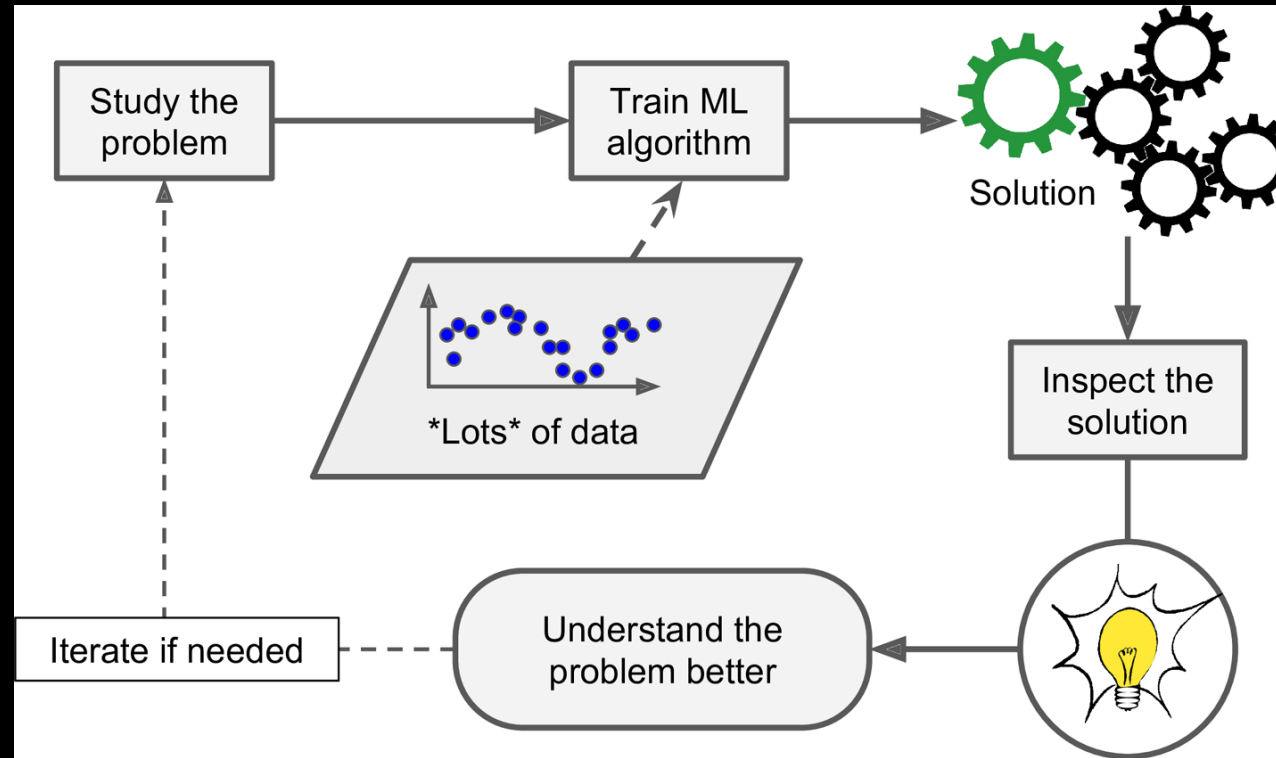 Study the
problem
Train ML
algorithm
Solution
*Lots* of data
Inspect the
solution
Understand the
problem better
Iterate if needed